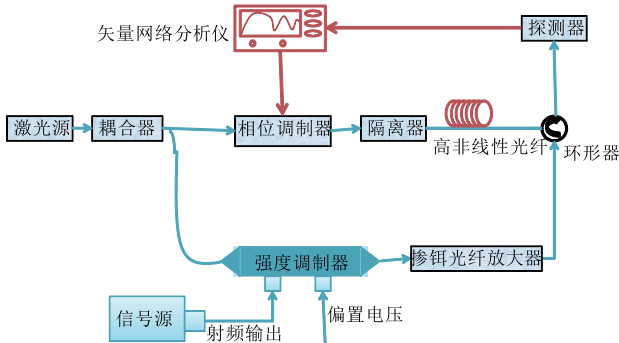 探测器
矢量网络分析仪
激光源
耦合器
相位调制器
隔离器
高非线性光纤
环形器
强度调制器
掺铒光纤放大器
信号源
射频输出
偏置电压